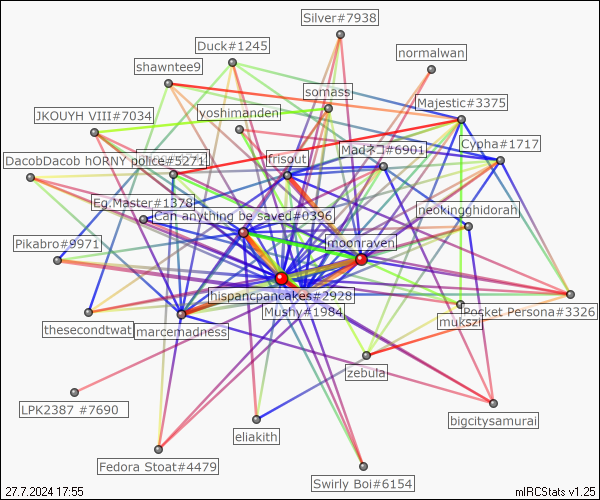 Silver#7938
Duck#1245
normalwan
shawntee9
somass
Majestic#3375
JKOUYH VIII#7034
yoshimanden
Cypha#1717
Madネコ#6901
DacobDacob hORNY police#5271
frisout
Eg.Master#1378
Can anything be saved#0396
neokingghidorah
Pikabro#9971
moonraven
hispancpancakes#2928
Mushy#1984
Pocket Persona#3326
mukszi
thesecondtwat
marcemadness
zebula
LPK2387 #7690
bigcitysamurai
eliakith
Fedora Stoat#4479
Swirly Boi#6154
27.7.2024 17:55
mIRCStats v1.25